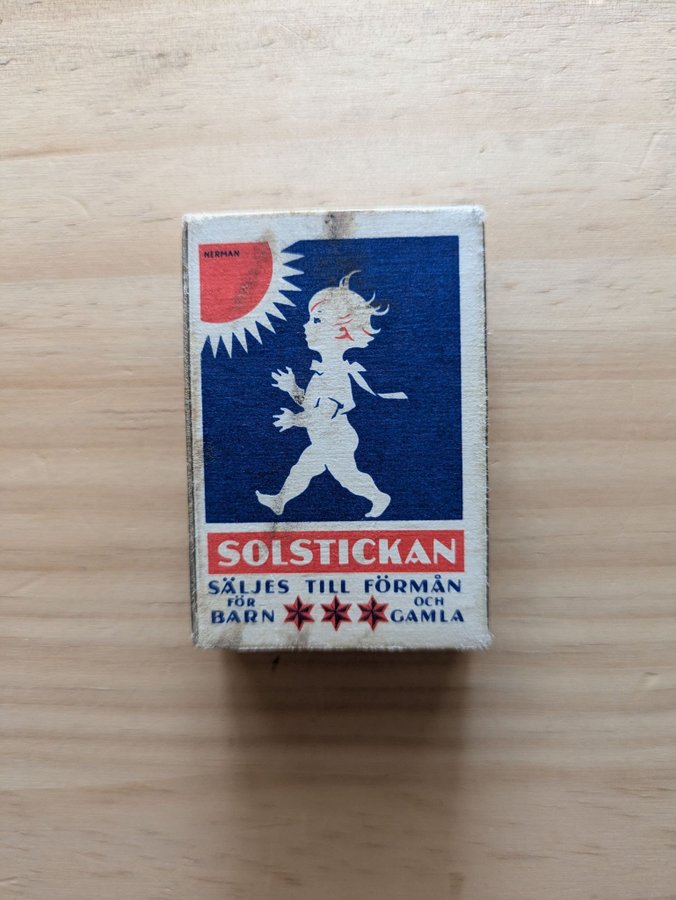 NERMAN
SOLSTICKAN
SÄLJES TILL FÖRMÅN
FÖR OCH
BARN GAMLA